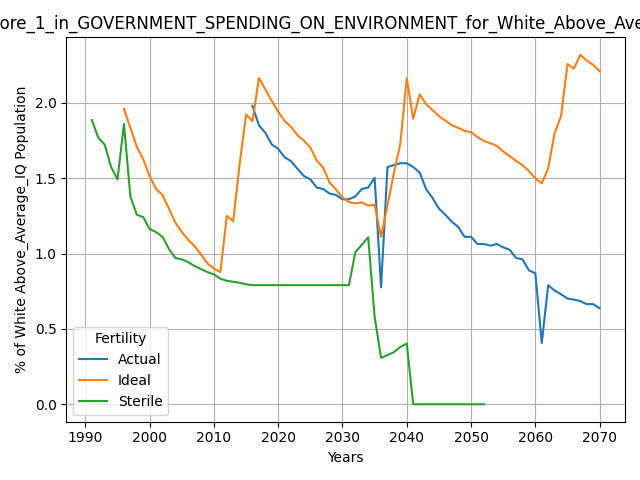 ore_1_in_GOVERNMENT_SPENDING_ON_ENVIRONMENT_for_White_Above_Ave
% of White Above_Average_IQ Population
2.0
1.5
1.0
0.5
0.0
Fertility
Actual
Ideal
Sterile
1990 2000 2010 2020 2030 2040 2050 2060 2070
Years